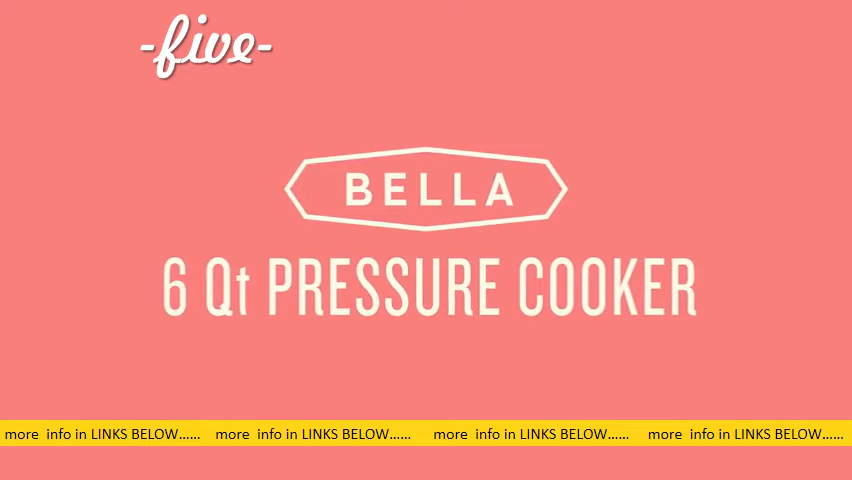 -five-
BELLA
6 Qt PRESSURE COOKER
more info in LINKS BELOW...... more info in LINKS BELOW...... more info in LINKS BELOW...... more info in LINKS BELOW......